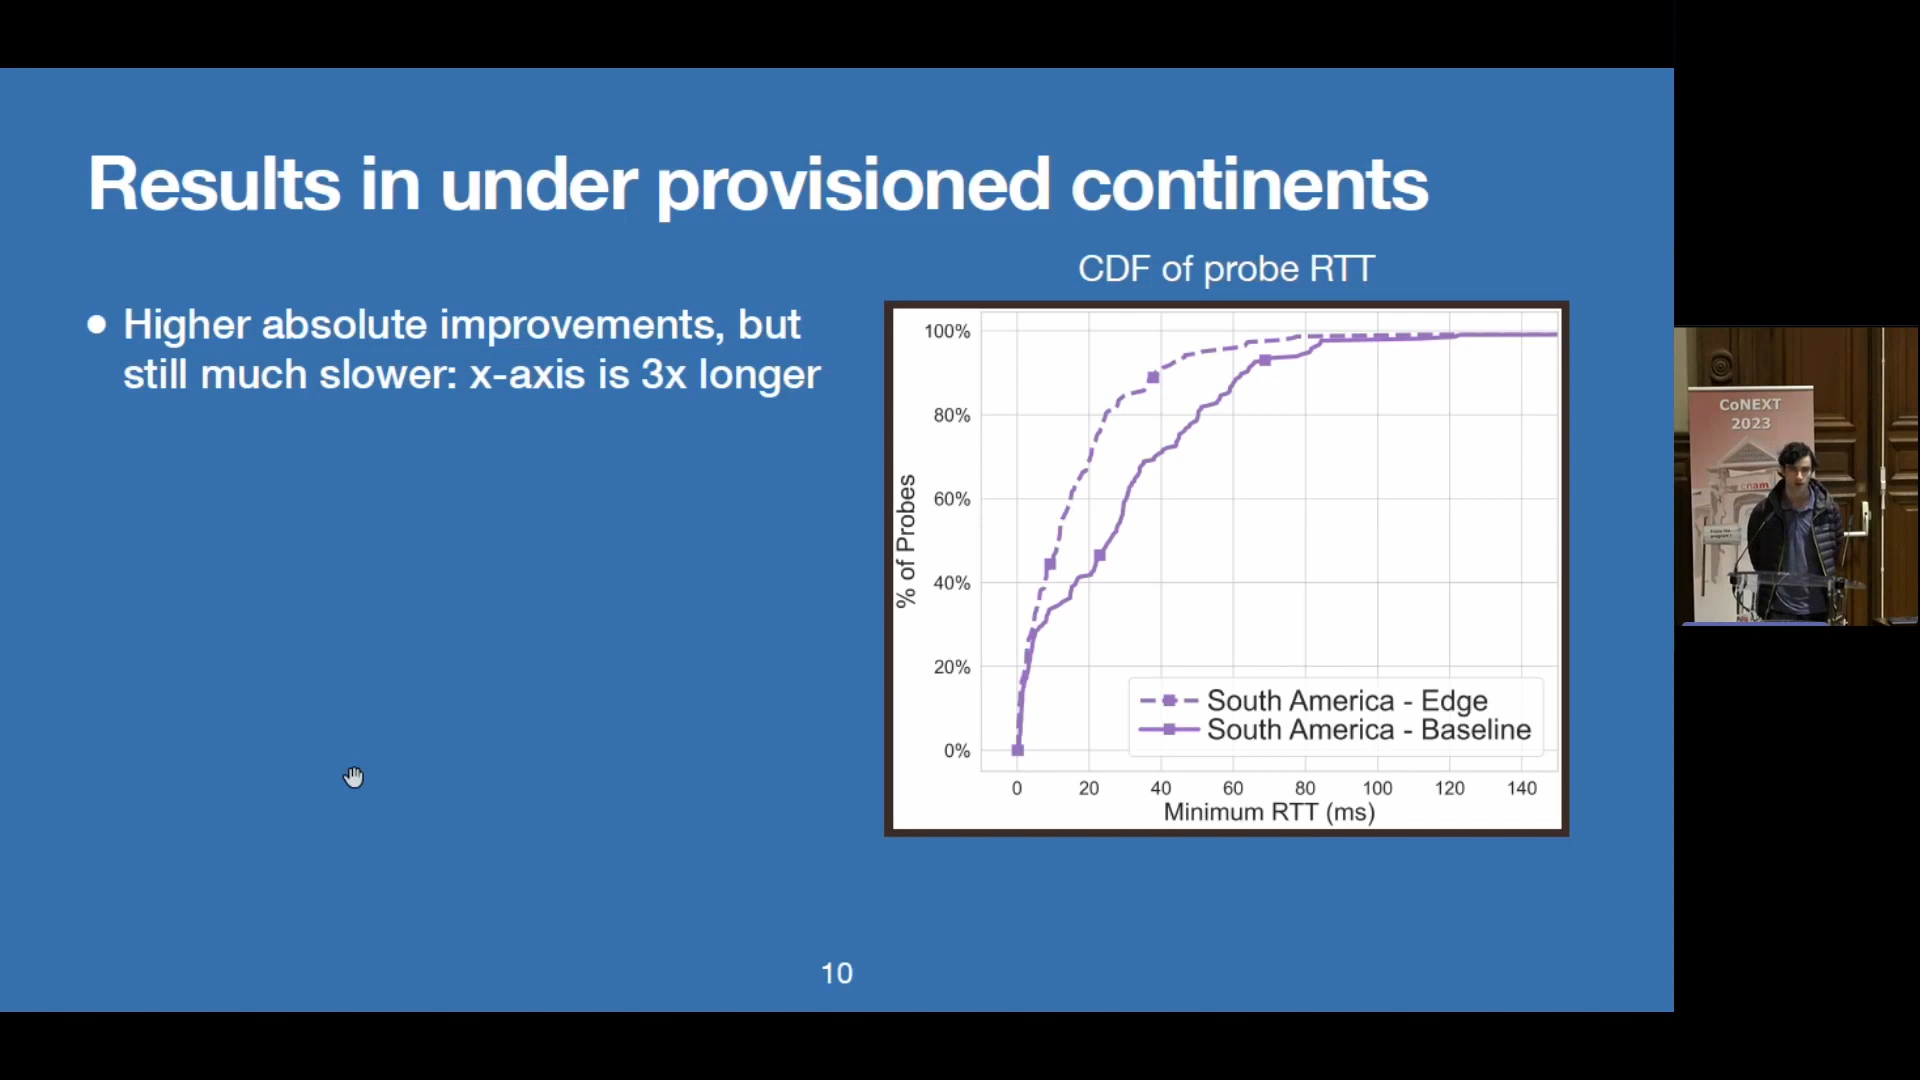 Results in under provisioned continents
CDF of probe RTT
● Higher absolute improvements, but
still much slower: x-axis is 3x longer
100%
80%
60%
40%
20%
0%
% of Probes
South America - Edge
South America - Baseline
0 20 40 60 80 100 120 140
Minimum RTT (ms)
10
CoNEXT
2023
cnam